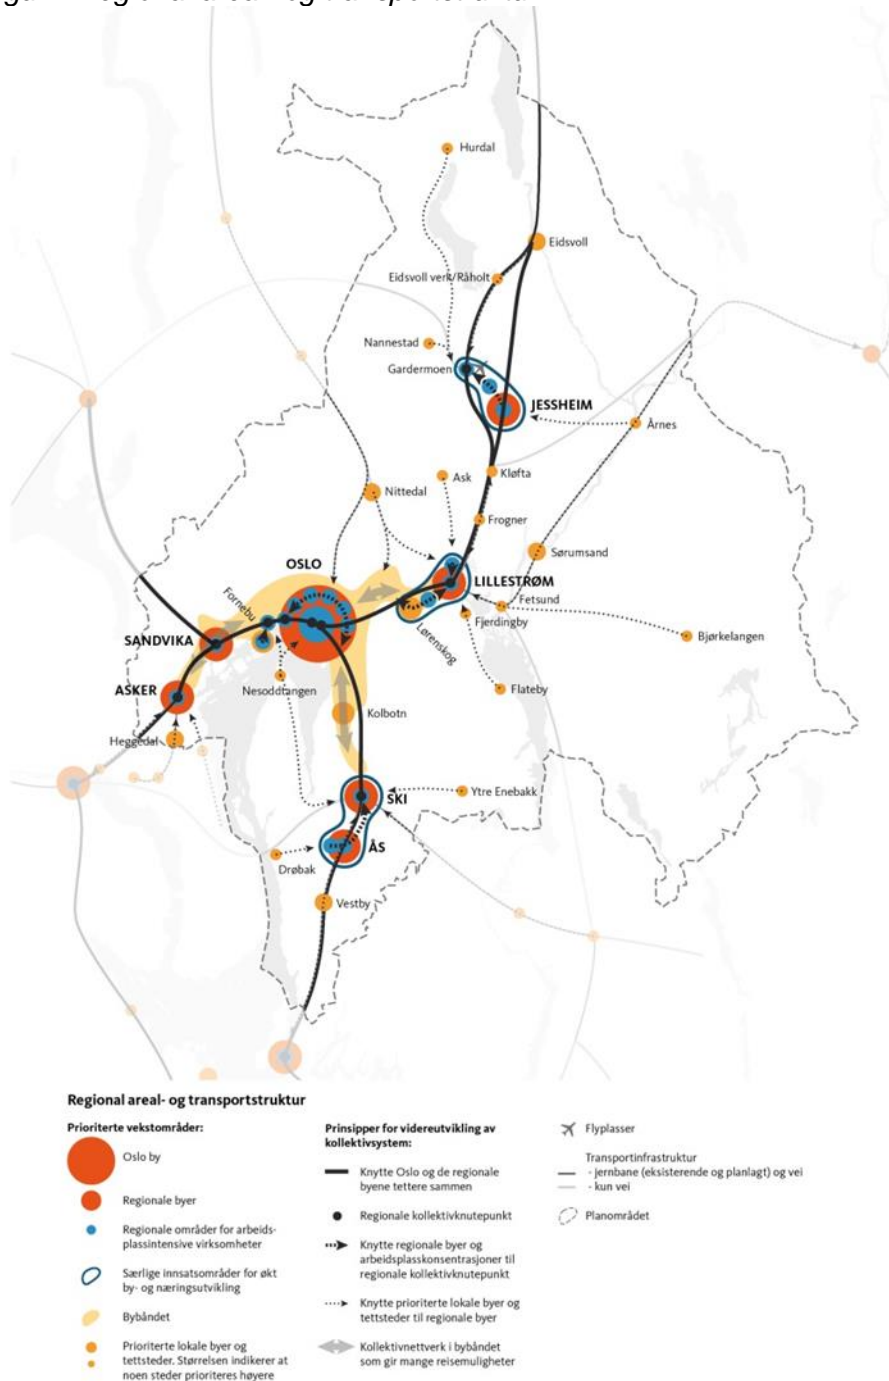 Hurdal
Eidsvoll
Eidsvoll verk/Råholt
Nannestad
Gardermoen
JESSHEIM
Årnes
Kløfta
Ask
Nittedal
Frogner
Sørumsand
OSLO
LILLESTRØM
Fornebu
Fetsund
Fjerdingby
Lørenskog
Bjørkelangen
SANDVIKA
ASKER
Nesoddtangen
Flateby
Kolbotn
Heggedal
SKI
Ytre Enebakk
ÅS
Drøbak
Vestby
Regional areal- og transportstruktur
Prioriterte vekstområder:
Oslo by
Regionale byer
Regionale områder for arbeids-
plassintensive virksomheter
Særlige innsatsområder for økt
by- og næringsutvikling
Bybåndet
Prioriterte lokale byer og
tettsteder. Størrelsen indikerer at
noen steder prioriteres høyere
Prinsipper for videreutvikling av
kollektivsystem:
Knytte Oslo og de regionale
byene tettere sammen
Regionale kollektivknutepunkt
Knytte regionale byer og
arbeidsplasskonsentrasjoner til
regionale kollektivknutepunkt
Knytte prioriterte lokale byer og
tettsteder til regionale byer
Kollektivnettverk i bybåndet
som gir mange reisemuligheter
Flyplasser
Transportinfrastruktur
- jernbane (eksisterende og planlagt) og vei
- kun vei
Planområdet